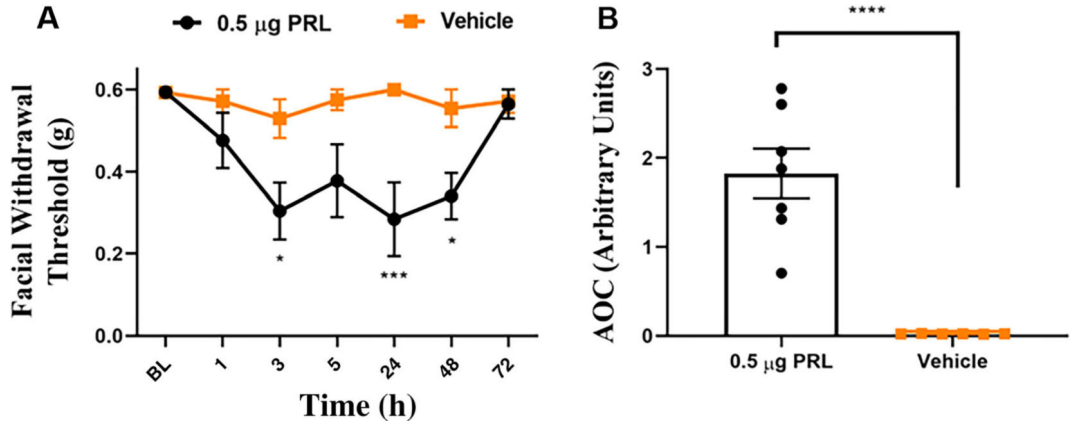 A
0.5 μg PRL
Vehicle
Facial Withdrawal
Threshold (g)
0.6
0.4
0.2
0.0
*
***
*
BL
1
3
5
24
48
72
Time (h)
B
****
AOC (Arbitrary Units)
3
2
1
0
0.5 μg PRL
Vehicle